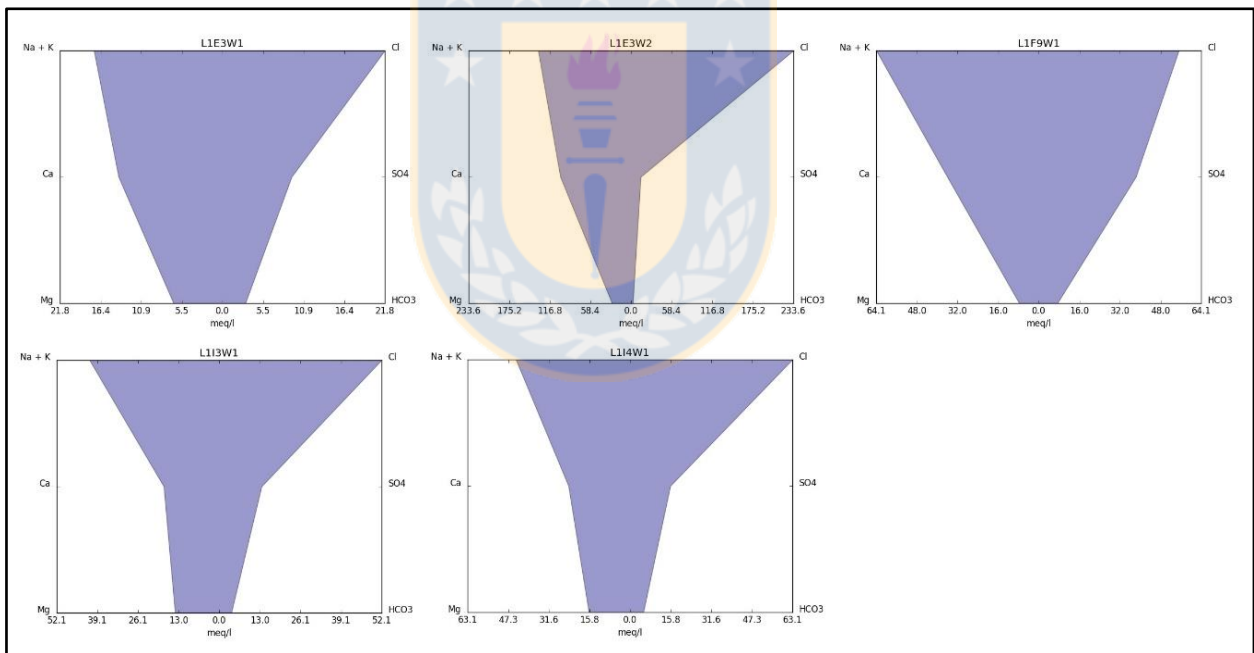 L1E3W1 L1E3W2 L1F9W1
Na + K Cl Na + K Cl Na + K Cl
Ca SO4 Ca SO4 Ca SO4
Mg HCO3 Mg HCO3 Mg HCO3
21.8 16.4 10.9 5.5 0.0 5.5 10.9 16.4 21.8 233.6 175.2 116.8 58.4 0.0 58.4 116.8 175.2 233.6 64.1 48.0 32.0 16.0 0.0 16.0 32.0 48.0 64.1
meq/l meq/l meq/l
L1I3W1 L1I4W1
Na + K Cl Na + K Cl
Ca SO4 Ca SO4
Mg HCO3 Mg HCO3
52.1 39.1 26.1 13.0 0.0 13.0 26.1 39.1 52.1 63.1 47.3 31.6 15.8 0.0 15.8 31.6 47.3 63.1
meq/l meq/l